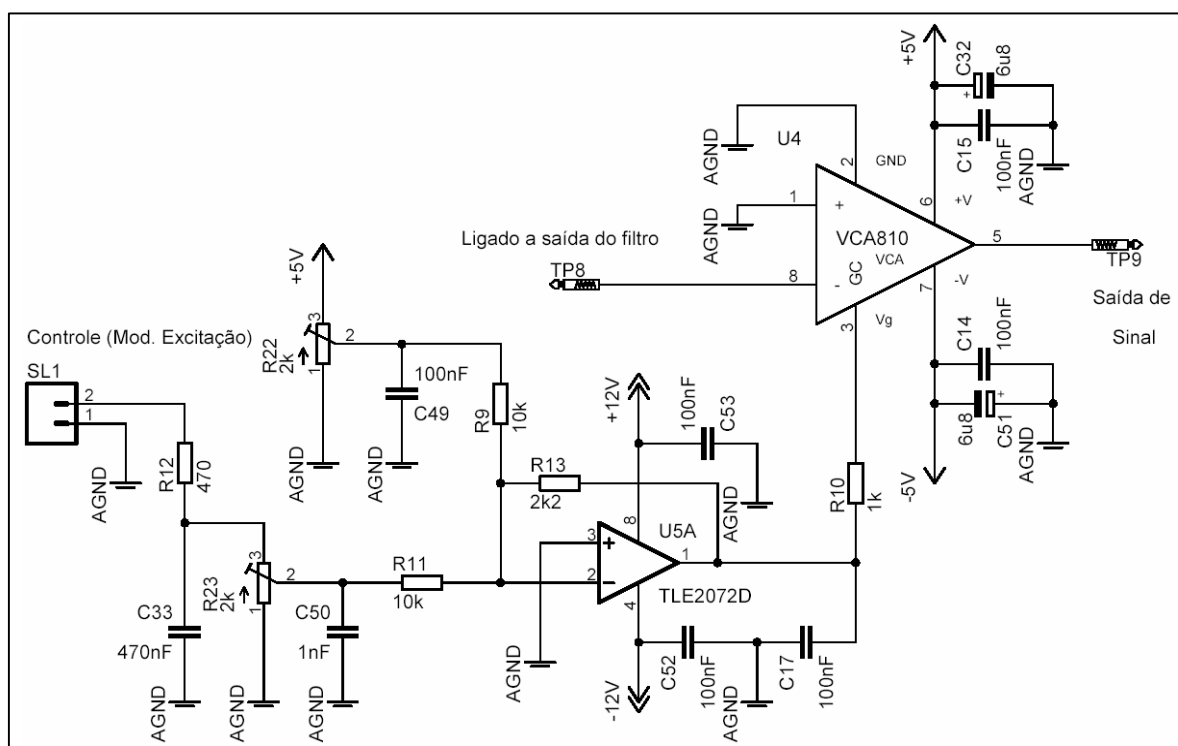 +5V
C32
6u8
+
C15
100nF
AGND
AGND
U4
2
GND
AGND
1
+
6
+V
VCA810
VCA
GC
5
TP9
Saída de
Sinal
Ligado a saída do filtro
TP8
8
-
7
-V
3
Vg
C14
100nF
6u8
C51
+
AGND
-5V
+5V
3
2
1
R22
2k
100nF
C49
R9
10k
AGND
AGND
Controle (Mod. Excitação)
SL1
2
1
AGND
R12
470
+12V
100nF
C53
AGND
R13
2k2
8
U5A
3
+
2
-
1
4
TLE2072D
R10
1k
3
2
1
R23
2k
R11
10k
C33
470nF
C50
1nF
AGND
AGND
AGND
AGND
-12V
C52
100nF
AGND
C17
100nF